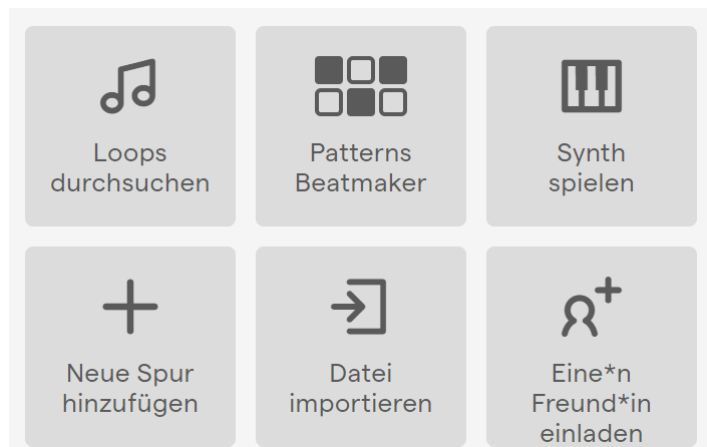 Loops
durchsuchen
Patterns
Beatmaker
Synth
spielen
Neue Spur
hinzufügen
Datei
importieren
Eine*n
Freund*in
einladen